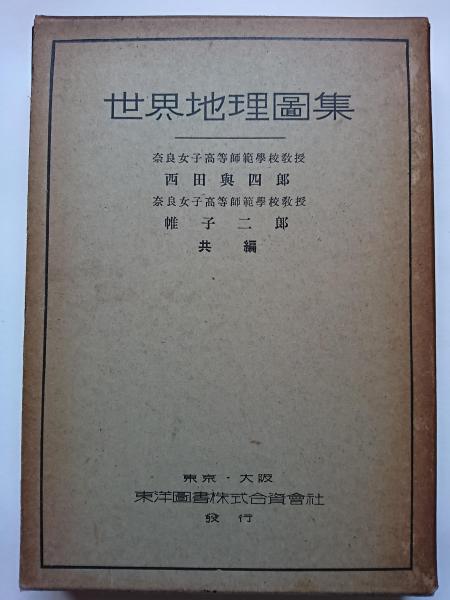 世界地理圖集
奈良女子高等師範學校敎授
西田與四郎
奈良女子高等師範學校敎授
帷子二郎
共編
東京・大阪
東洋圖書株式合資會社
發行